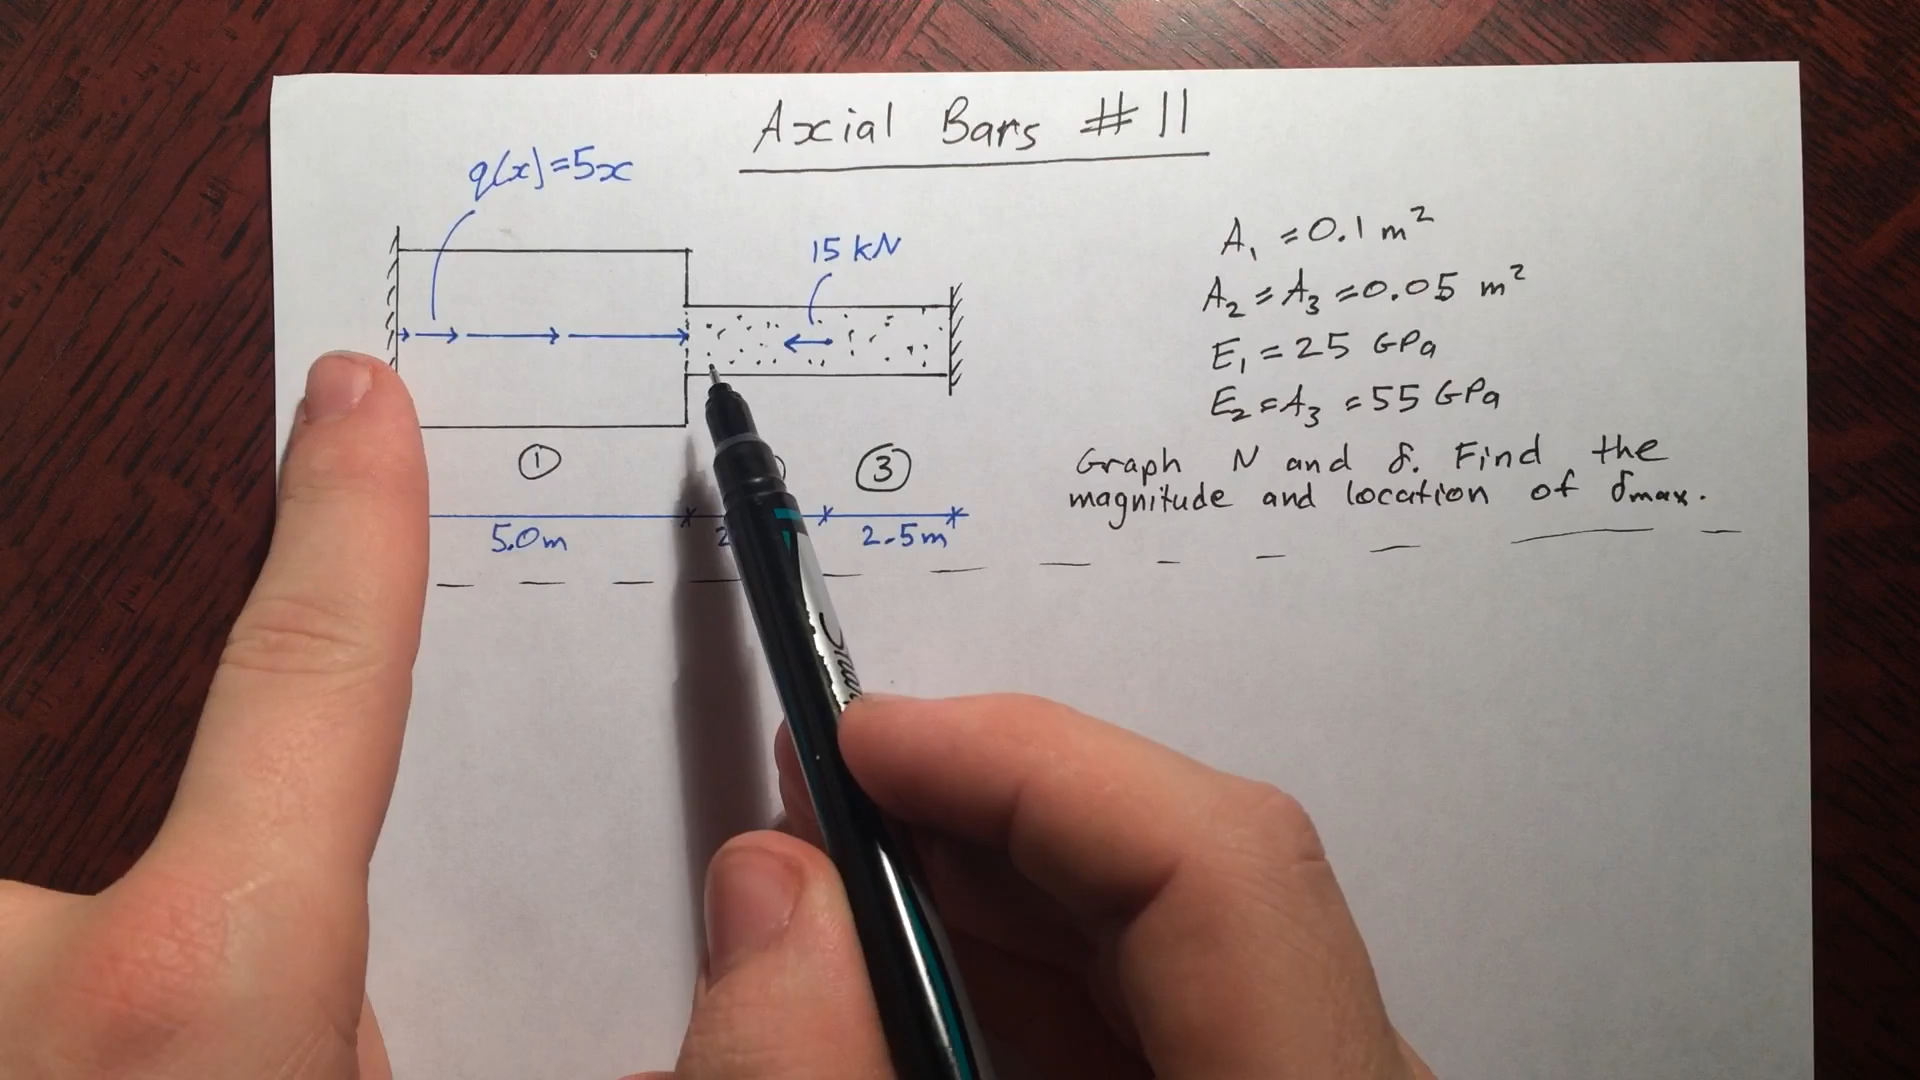 Axial Bars #11
q(x)=5x
15 kN
A₁ = 0.1 m²
A₂ = A₃ = 0.05 m²
E₁ = 25 GPa
E₂ = A₃ = 55 GPa
Graph N and δ. Find the
magnitude and location of δmax.
① ③
5.0m 2.5m